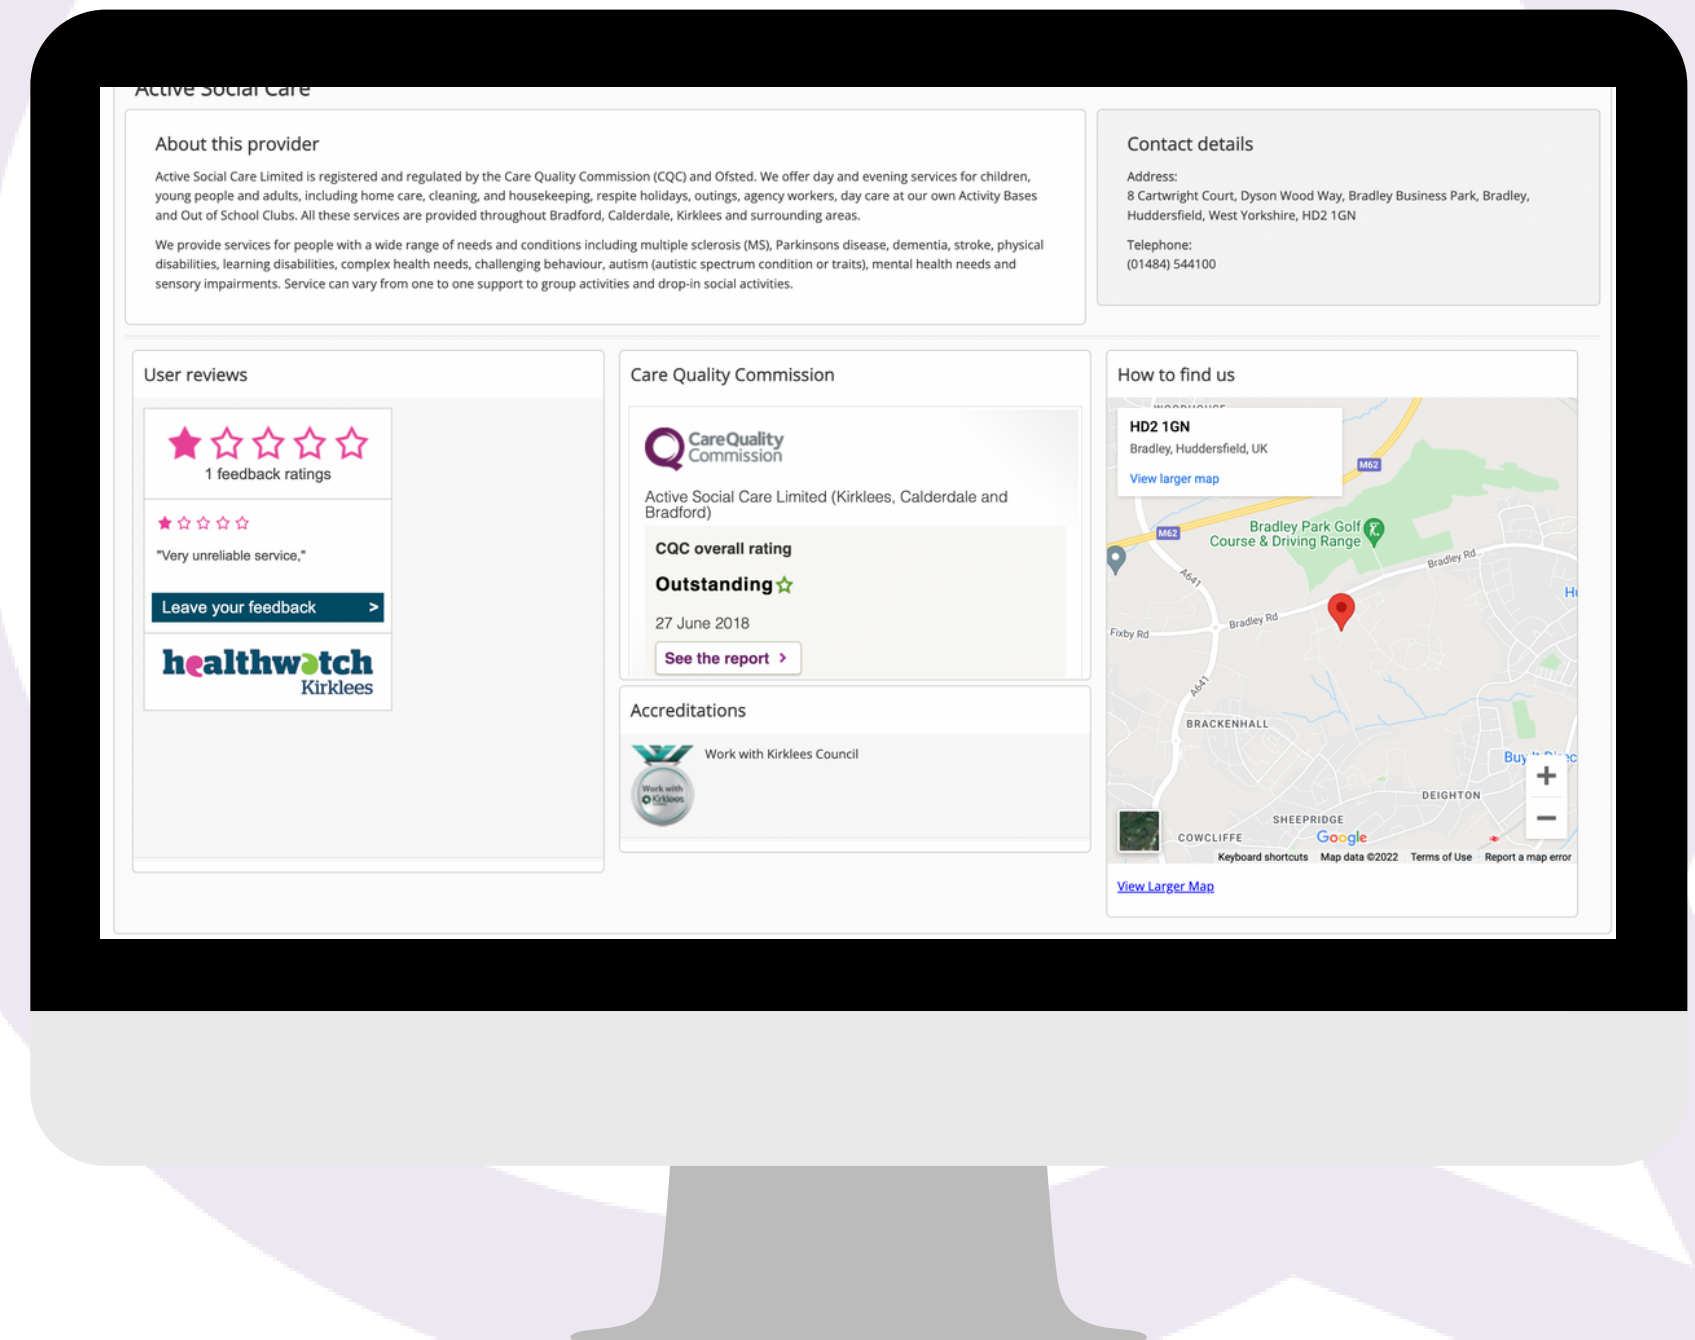 Active Social Care
About this provider
Active Social Care Limited is registered and regulated by the Care Quality Commission (CQC) and Ofsted. We offer day and evening services for children,
young people and adults, including home care, cleaning, and housekeeping, respite holidays, outings, agency workers, day care at our own Activity Bases
and Out of School Clubs. All these services are provided throughout Bradford, Calderdale, Kirklees and surrounding areas.
We provide services for people with a wide range of needs and conditions including multiple sclerosis (MS), Parkinsons disease, dementia, stroke, physical
disabilities, learning disabilities, complex health needs, challenging behaviour, autism (autistic spectrum condition or traits), mental health needs and
sensory impairments. Service can vary from one to one support to group activities and drop-in social activities.
Contact details
Address:
8 Cartwright Court, Dyson Wood Way, Bradley Business Park, Bradley,
Huddersfield, West Yorkshire, HD2 1GN
Telephone:
(01484) 544100
User reviews
1 feedback ratings
"Very unreliable service,"
Leave your feedback >
healthwatch
Kirklees
Care Quality Commission
CareQuality
Commission
Active Social Care Limited (Kirklees, Calderdale and
Bradford)
CQC overall rating
Outstanding
27 June 2018
See the report >
Accreditations
Work with Kirklees Council
Work with
Kirklees
How to find us
WOODHOUSE
HD2 1GN
Bradley, Huddersfield, UK
View larger map
M62
Bradley Park Golf
Course & Driving Range
M62
Bradley Rd
A641
Bradley Rd
Fixby Rd
A641
BRACKENHALL
DEIGHTON
SHEEPRIDGE
COWCLIFFE
Google
Keyboard shortcuts Map data ©2022 Terms of Use Report a map error
View Larger Map